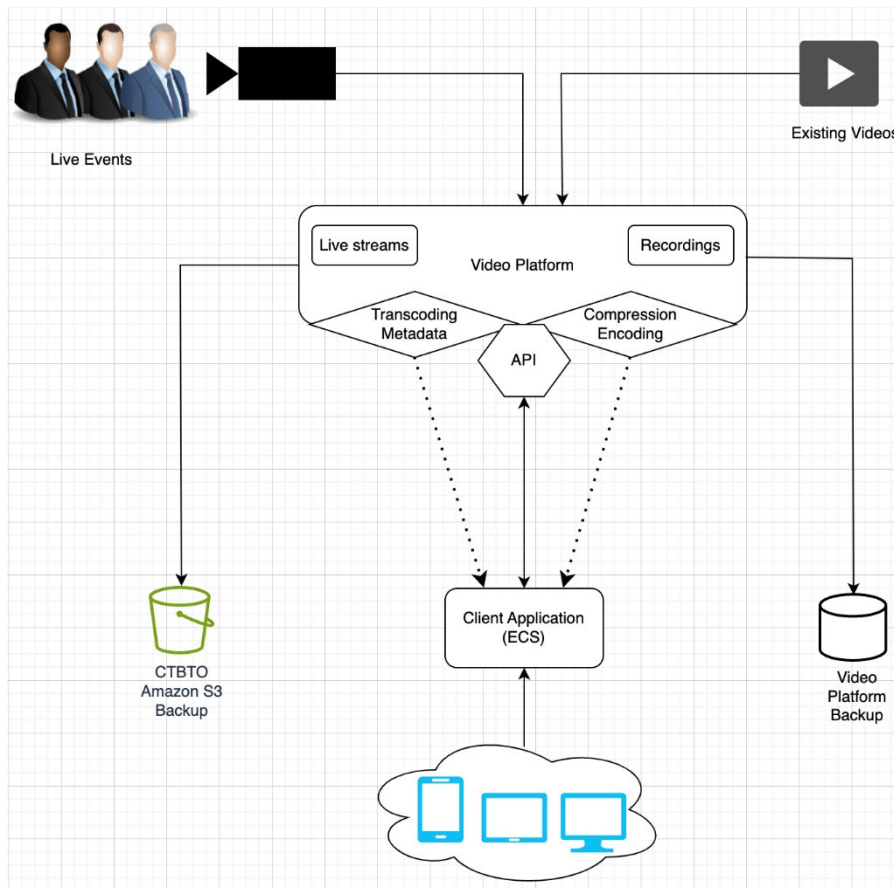 Live Events
Existing Videos
Live streams
Recordings
Video Platform
Transcoding
Metadata
Compression
Encoding
API
Client Application
(ECS)
CTBTO
Amazon S3
Backup
Video
Platform
Backup